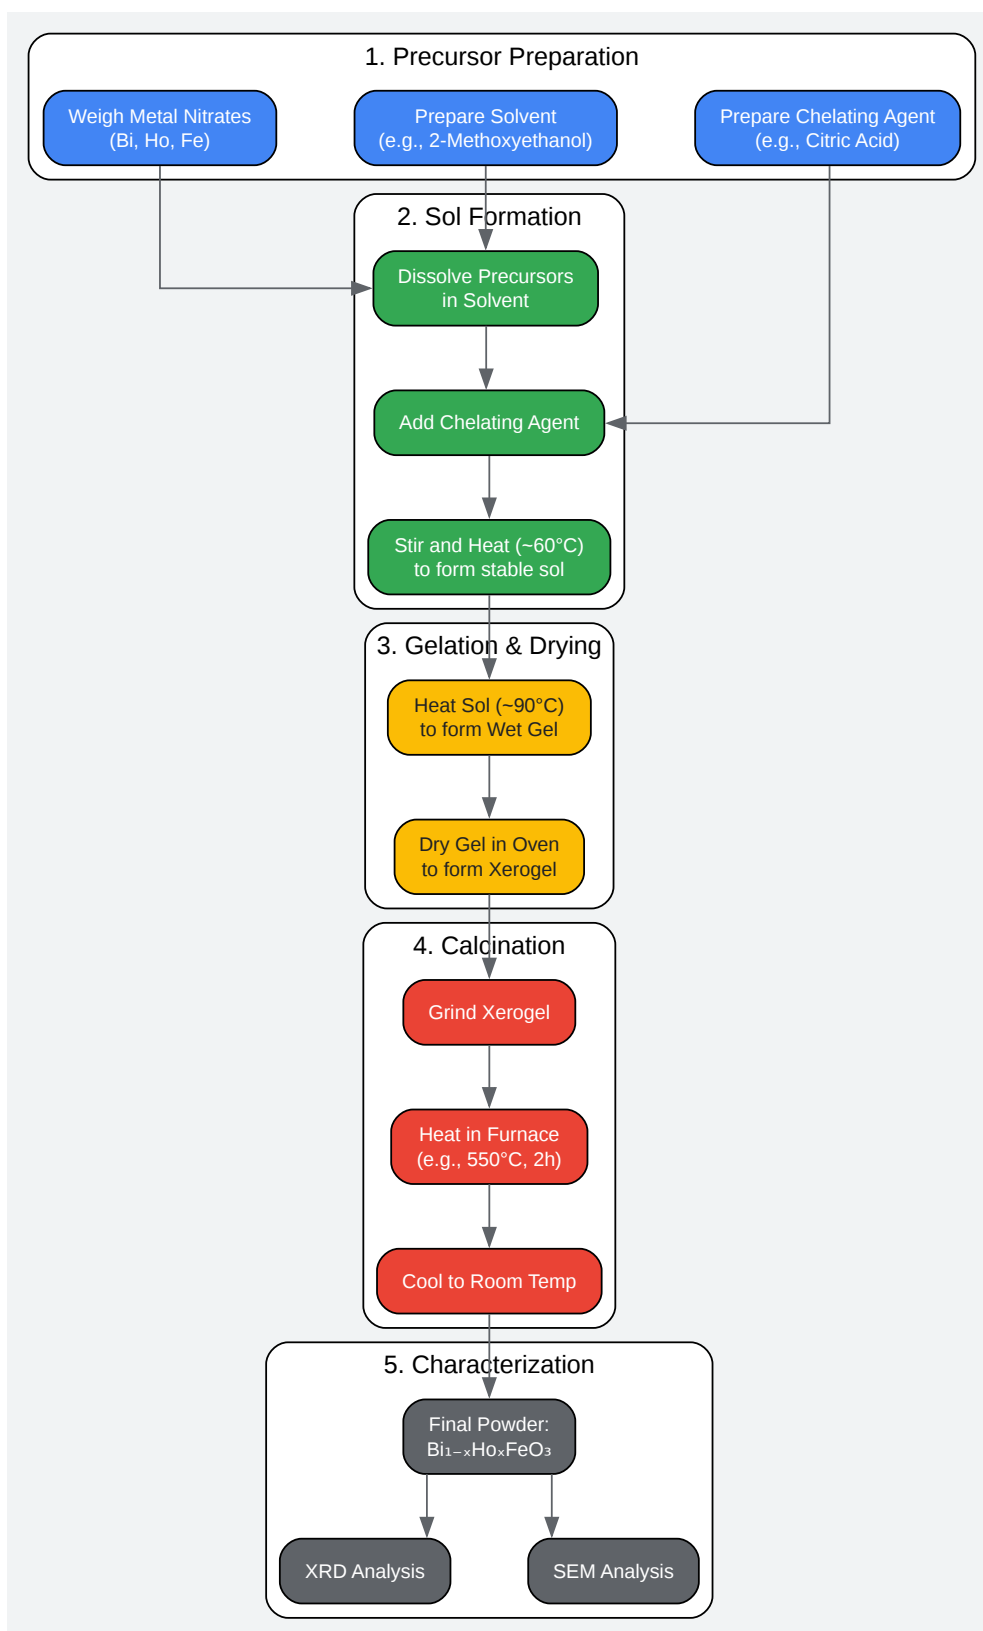 1. Precursor Preparation
Weigh Metal Nitrates
(Bi, Ho, Fe)
Prepare Solvent
(e.g., 2-Methoxyethanol)
Prepare Chelating Agent
(e.g., Citric Acid)
2. Sol Formation
Dissolve Precursors
in Solvent
Add Chelating Agent
Stir and Heat (~60°C)
to form stable sol
3. Gelation & Drying
Heat Sol (~90°C)
to form Wet Gel
Dry Gel in Oven
to form Xerogel
4. Calcination
Grind Xerogel
Heat in Furnace
(e.g., 550°C, 2h)
Cool to Room Temp
5. Characterization
Final Powder:
Bi₁₋ₓHoₓFeO₃
XRD Analysis
SEM Analysis